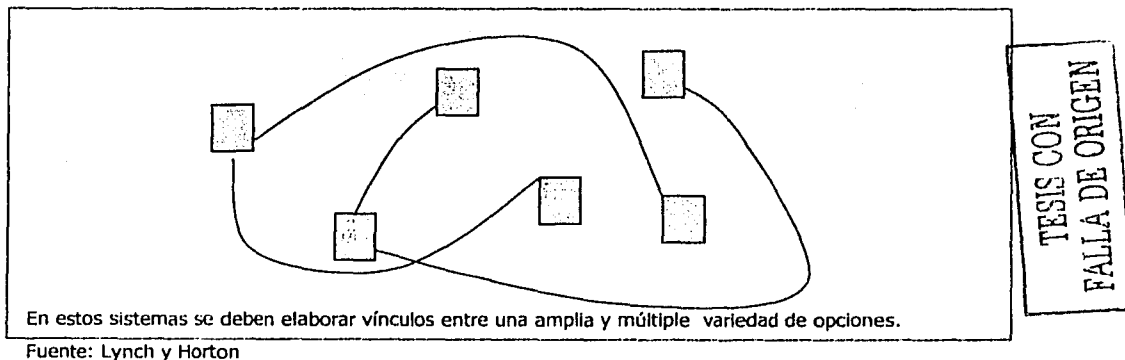 En estos sistemas se deben elaborar vínculos entre una amplia y múltiple variedad de opciones.
Fuente: Lynch y Horton
TESIS CON
FALLA DE ORIGEN